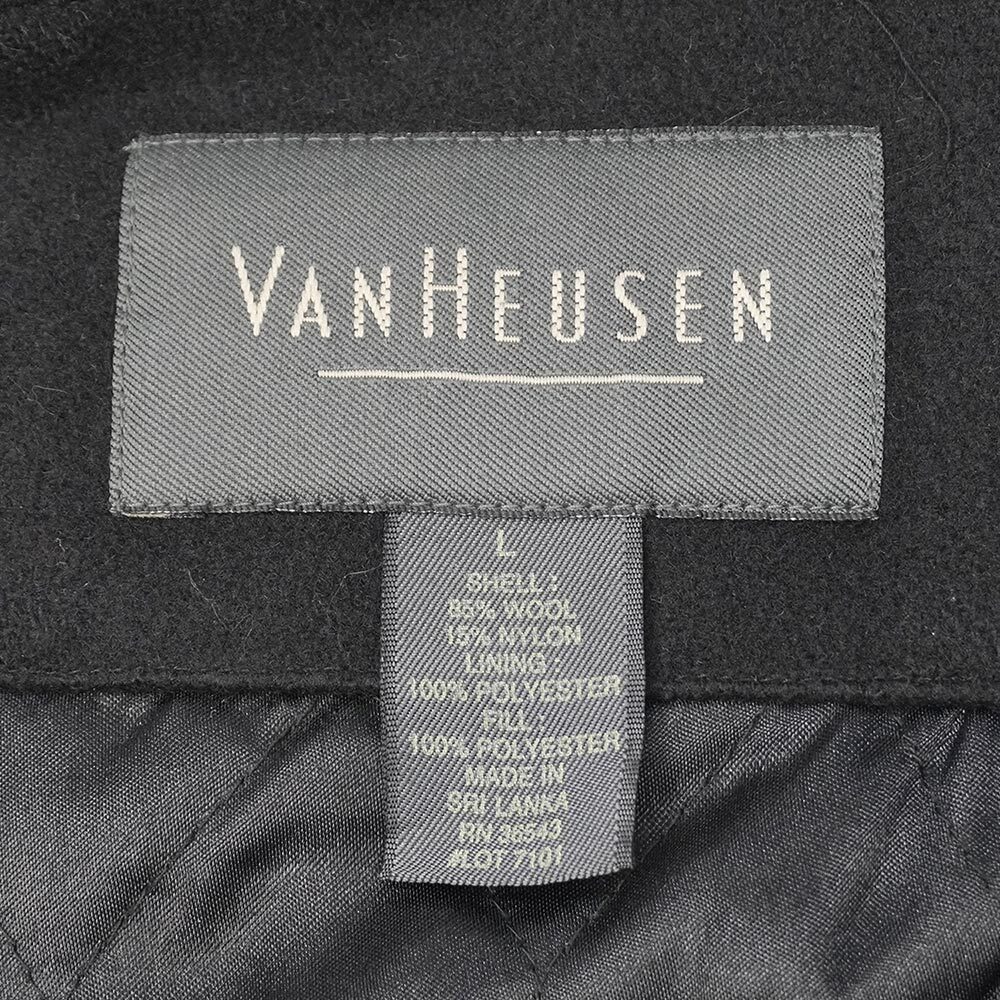 VANHEUSEN
L
SHELL :
85% WOOL
15% NYLON
LINING :
100% POLYESTER
FILL :
100% POLYESTER
MADE IN
SRI LANKA
RN 36543
#LOT 7101